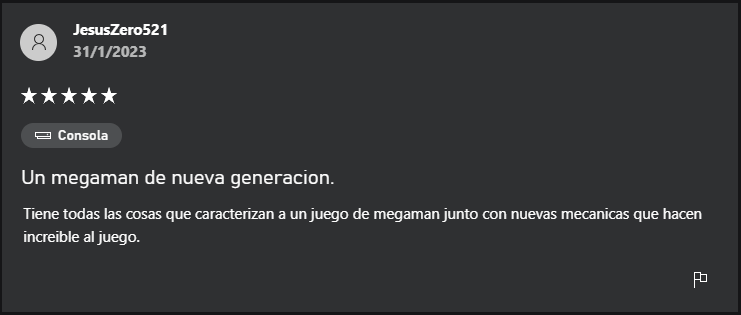 JesusZero521
31/1/2023
Consola
Un megaman de nueva generacion.
Tiene todas las cosas que caracterizan a un juego de megaman junto con nuevas mecanicas que hacen
increible al juego.